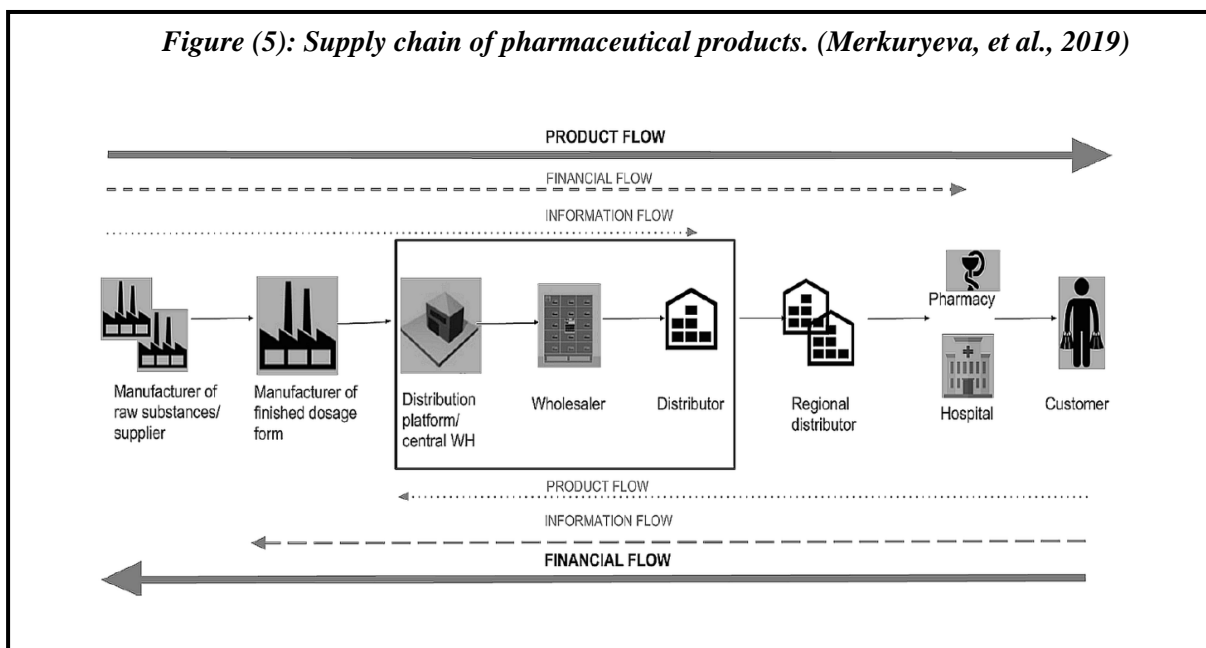 Figure (5): Supply chain of pharmaceutical products. (Merkuryeva, et al., 2019)
PRODUCT FLOW
FINANCIAL FLOW
INFORMATION FLOW
Manufacturer of
raw substances/
supplier
Manufacturer of
finished dosage
form
Distribution
platform/
central WH
Wholesaler
Distributor
Regional
distributor
Pharmacy
Hospital
Customer
PRODUCT FLOW
INFORMATION FLOW
FINANCIAL FLOW